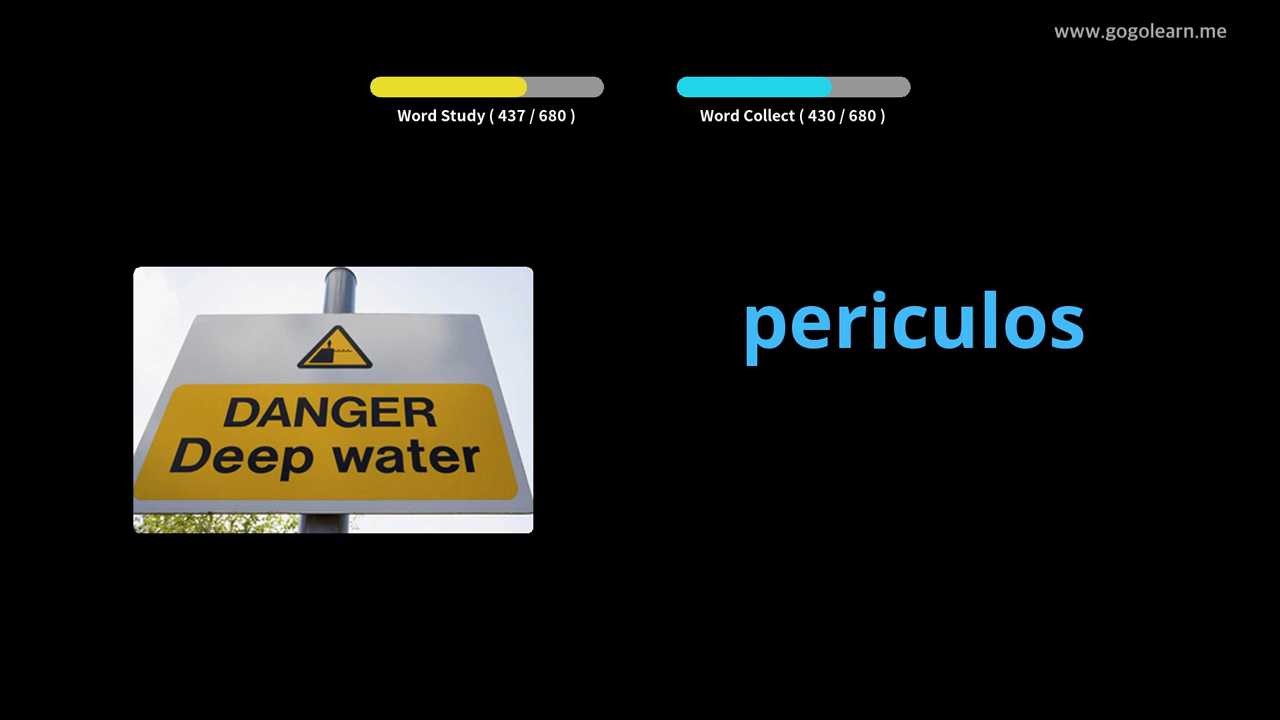 www.gogolearn.me
Word Study ( 437 / 680 )
Word Collect ( 430 / 680 )
DANGER
Deep water
periculos